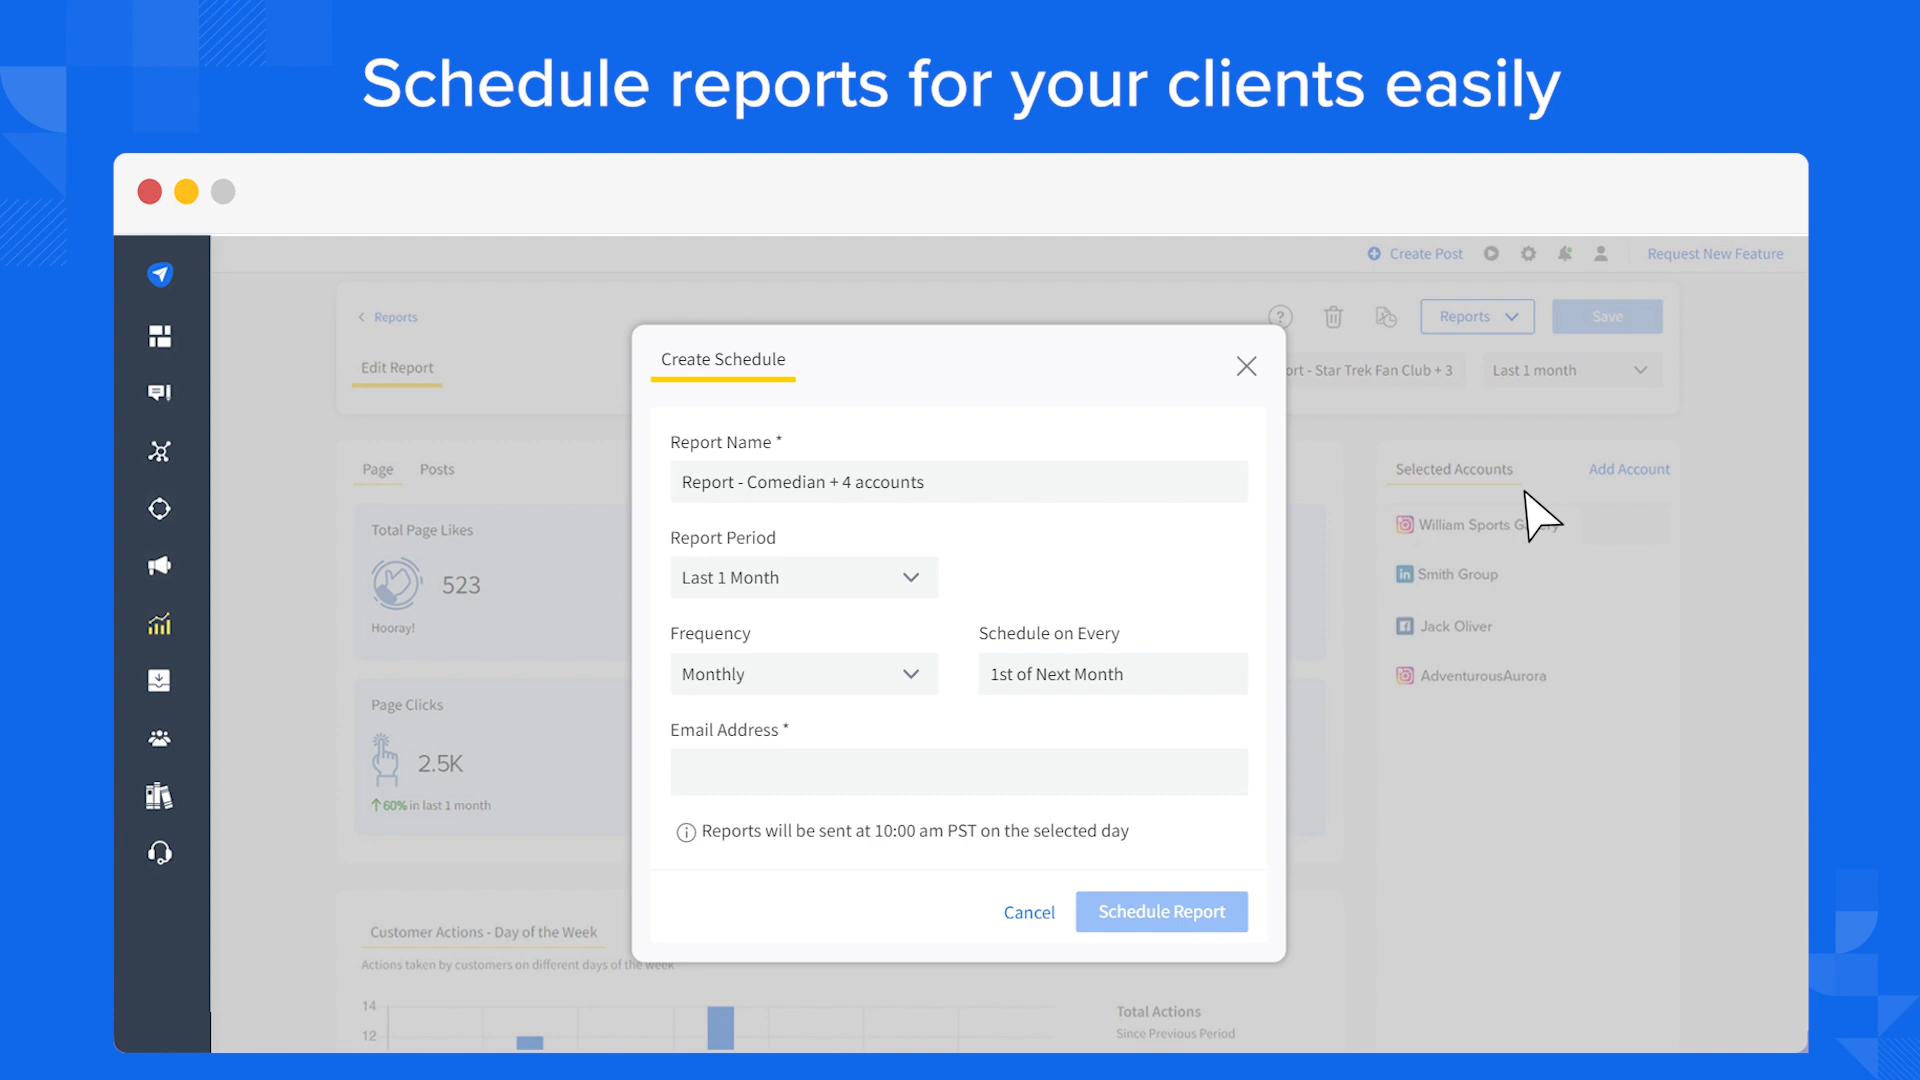 Schedule reports for your clients easily
Create Post
Request New Feature
Reports
Reports
Save
Edit Report
- Star Trek Fan Club + 3
Last 1 month
Create Schedule
Report Name *
Report - Comedian + 4 accounts
Report Period
Last 1 Month
Frequency
Monthly
Schedule on Every
1st of Next Month
Email Address *
Reports will be sent at 10:00 am PST on the selected day
Cancel
Schedule Report
Page
Posts
Total Page Likes
523
Hooray!
Page Clicks
2.5K
60% in last 1 month
Selected Accounts
Add Account
William Sports
Smith Group
Jack Oliver
AdventurousAurora
Customer Actions - Day of the Week
Actions taken by customers on different days of the week
14
12
Total Actions
Since Previous Period